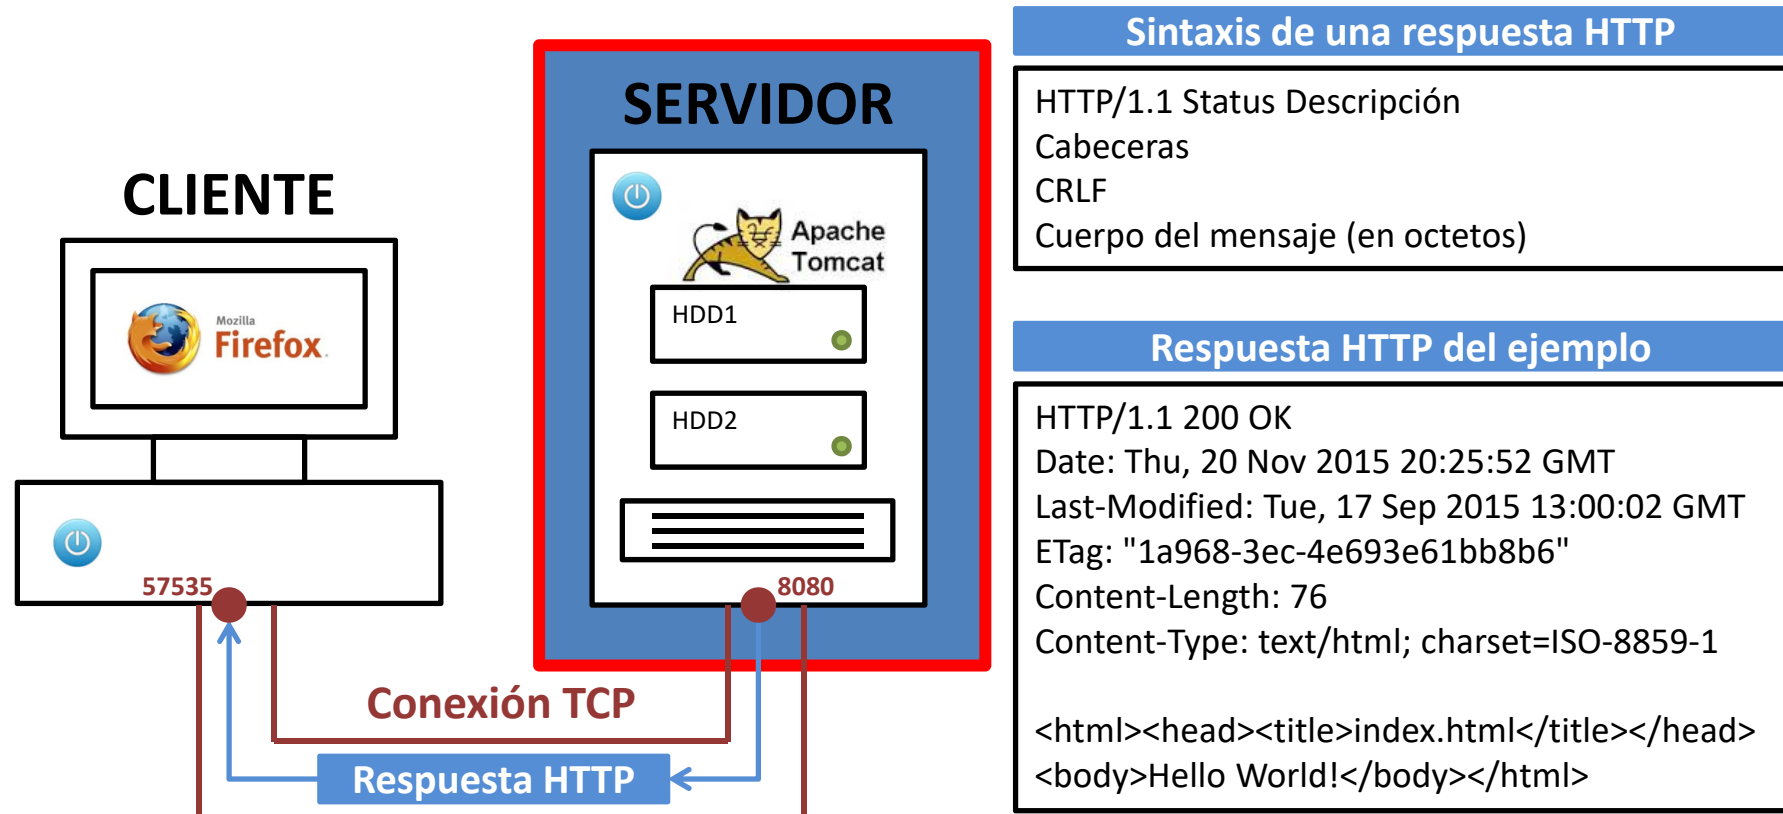 CLIENTE
Mozilla
Firefox
57535
SERVIDOR
Apache
Tomcat
HDD1
HDD2
8080
Conexión TCP
Respuesta HTTP
Sintaxis de una respuesta HTTP
HTTP/1.1 Status Descripción
Cabeceras
CRLF
Cuerpo del mensaje (en octetos)
Respuesta HTTP del ejemplo
HTTP/1.1 200 OK
Date: Thu, 20 Nov 2015 20:25:52 GMT
Last-Modified: Tue, 17 Sep 2015 13:00:02 GMT
ETag: "1a968-3ec-4e693e61bb8b6"
Content-Length: 76
Content-Type: text/html; charset=ISO-8859-1
<html><head><title>index.html</title></head>
<body>Hello World!</body></html>